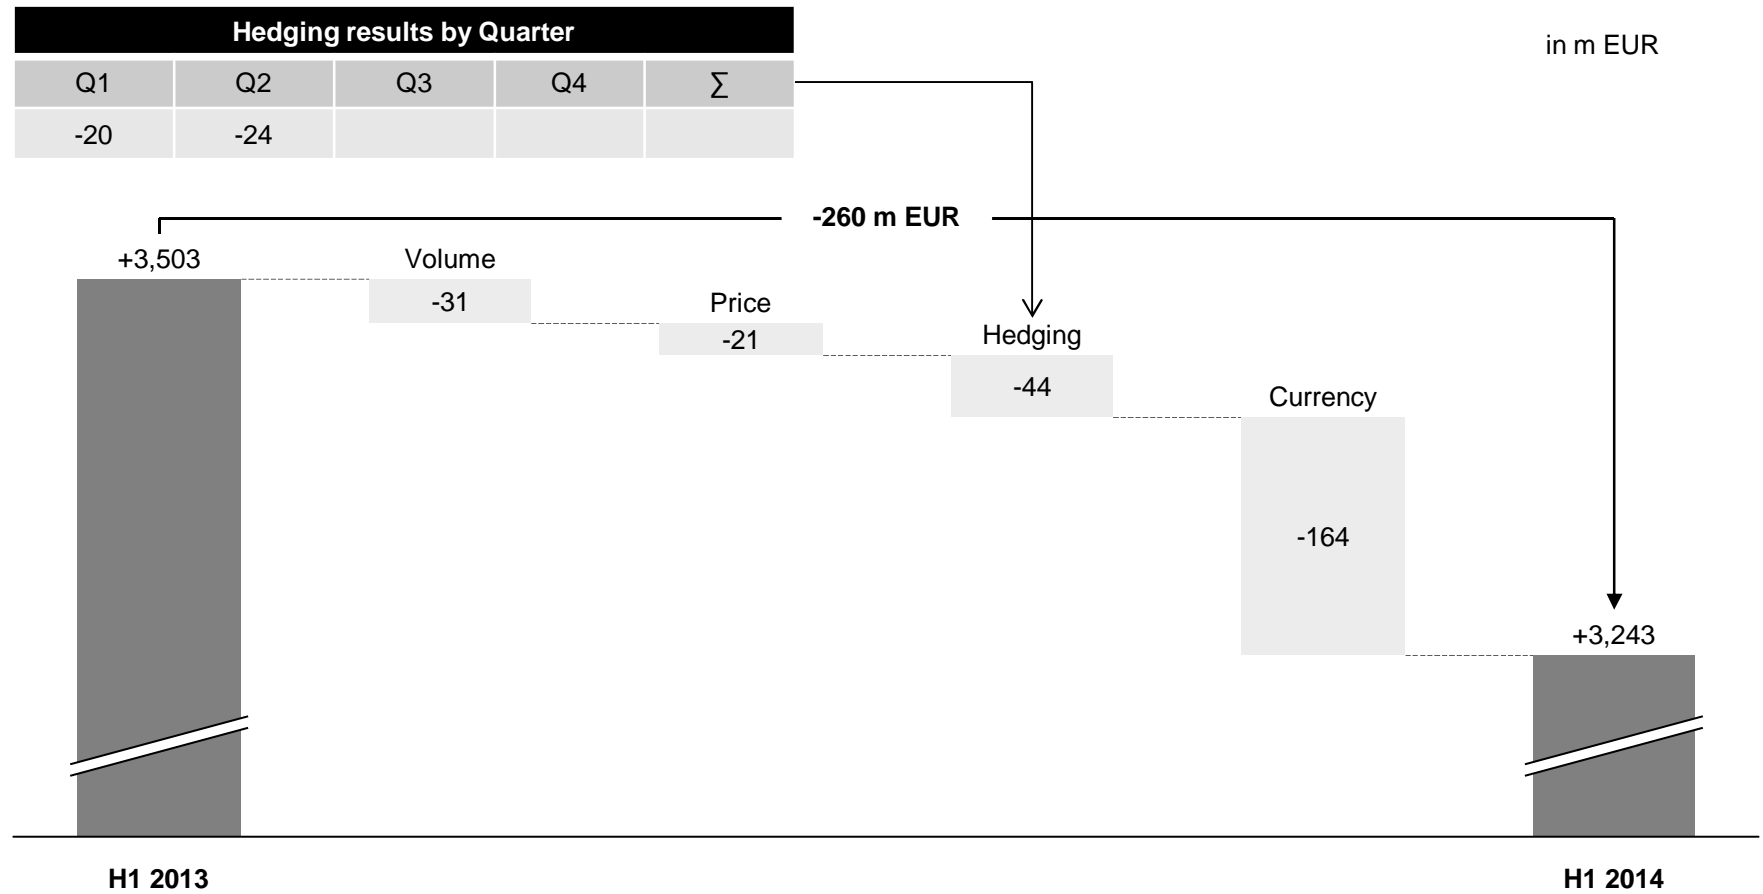 Hedging results by Quarter
in m EUR
Q1 Q2 Q3 Q4 ∑
-20 -24
-260 m EUR
+3,503
Volume
-31
Price
-21
Hedging
-44
Currency
-164
+3,243
H1 2013 H1 2014